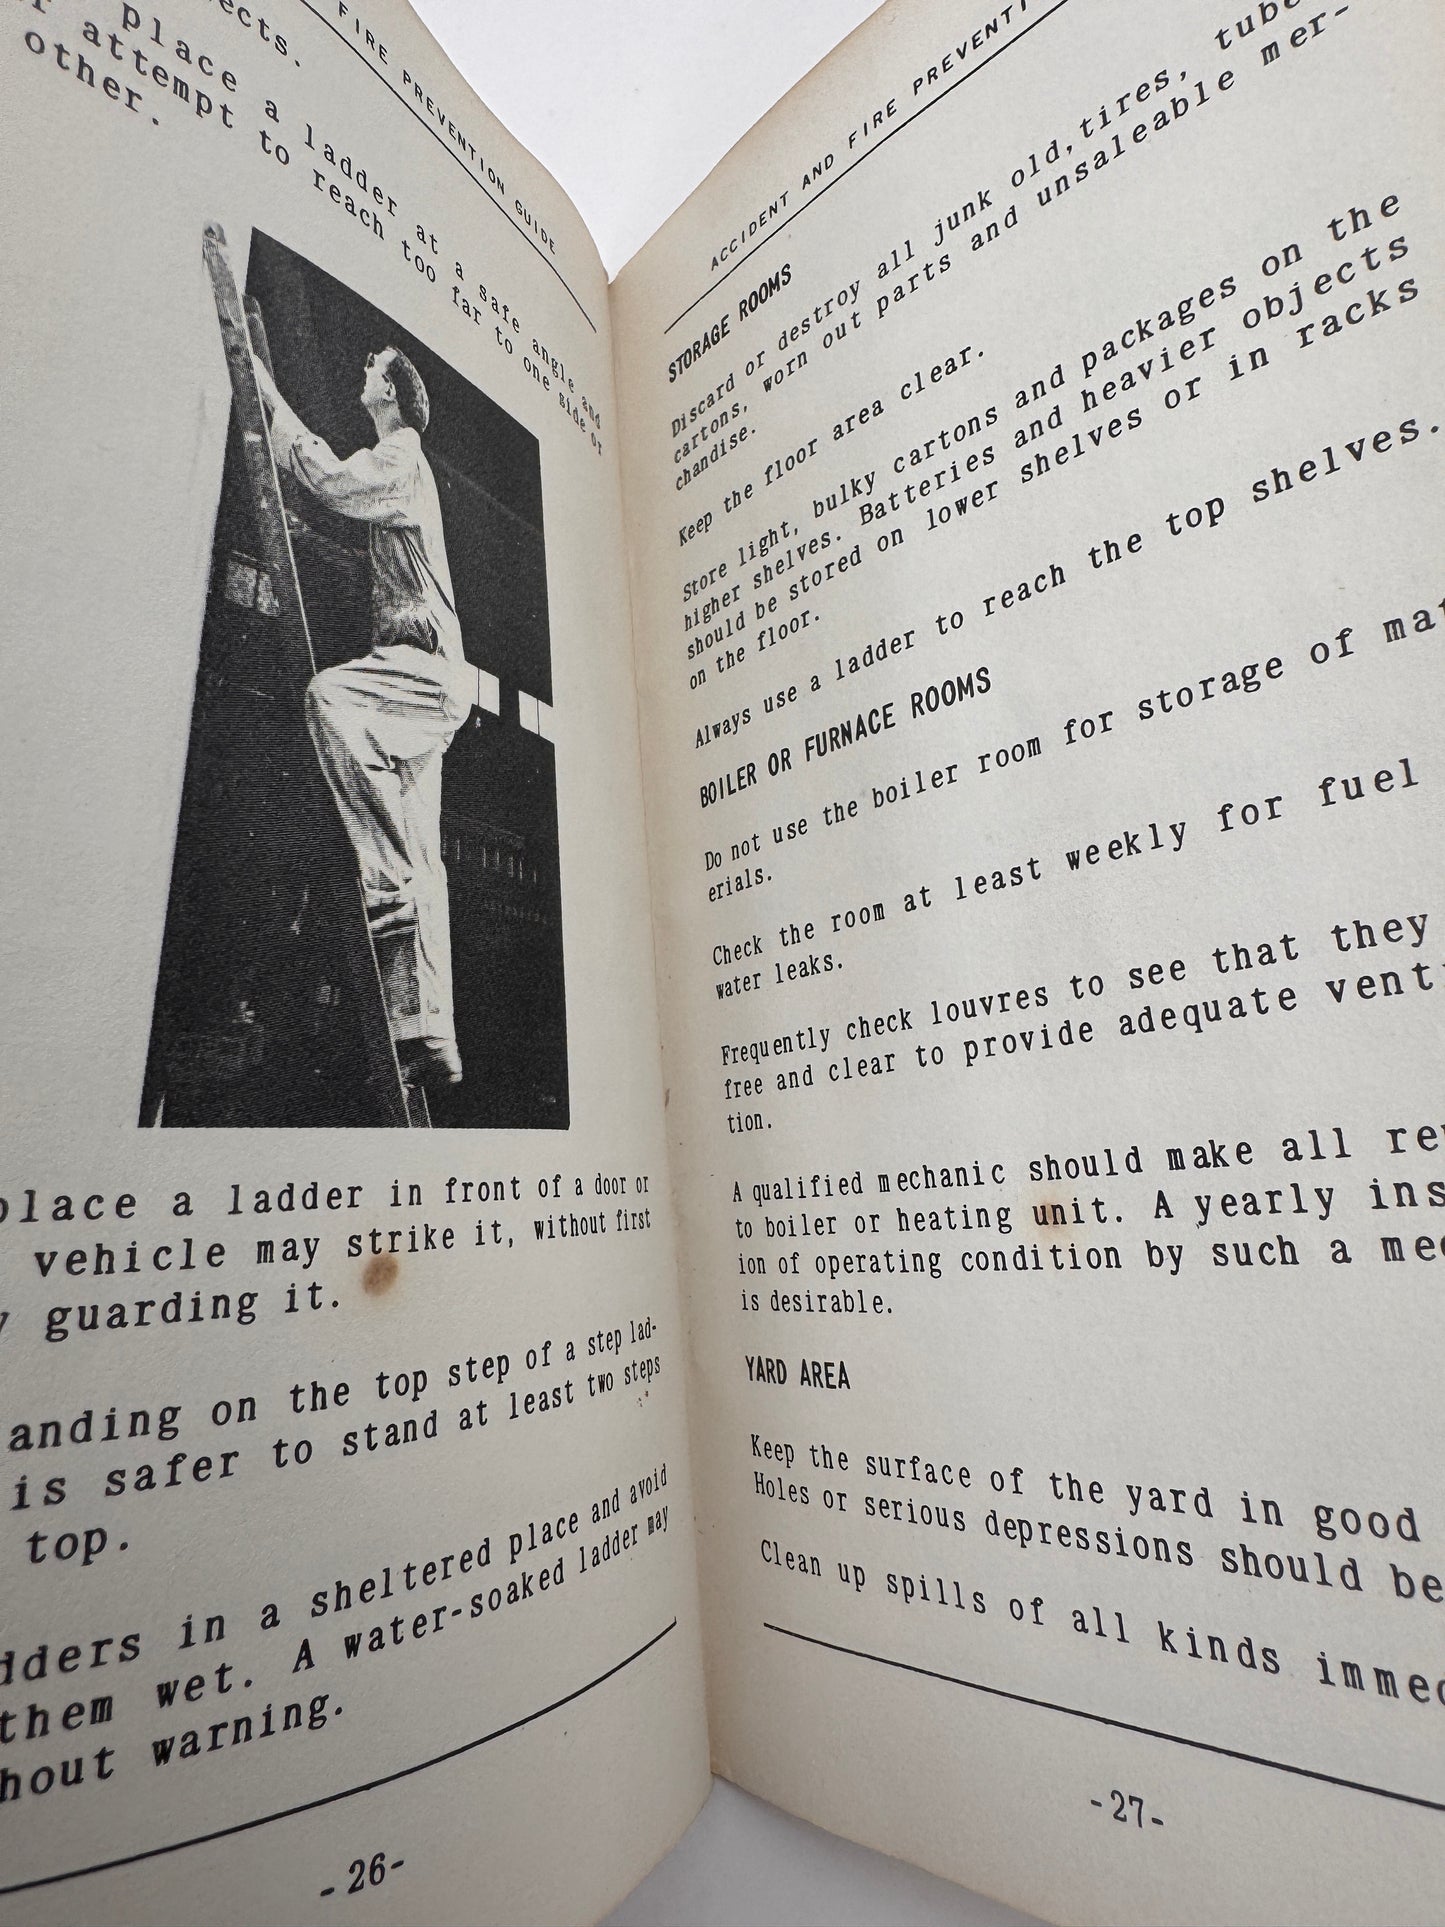 FIRE PREVENTION GUIDE
place a ladder at a safe angle and
attempt to reach too far to one side or
other.
place a ladder in front of a door or
vehicle may strike it, without first
guarding it.
anding on the top step of a step lad-
is safer to stand at least two steps
top.
dders in a sheltered place and avoid
them wet. A water-soaked ladder may
hout warning.
-26-
ACCIDENT AND FIRE PREVENTI
STORAGE ROOMS
Discard or destroy all junk old, tires, tube
cartons, worn out parts and unsaleable mer-
chandise.
Keep the floor area clear.
Store light, bulky cartons and packages on the
higher shelves. Batteries and heavier objects
should be stored on lower shelves or in racks
on the floor.
Always use a ladder to reach the top shelves.
BOILER OR FURNACE ROOMS
Do not use the boiler room for storage of mat
erials.
Check the room at least weekly for fuel
water leaks.
Frequently check louvres to see that they
free and clear to provide adequate vent
tion.
A qualified mechanic should make all re
to boiler or heating unit. A yearly ins
ion of operating condition by such a me
is desirable.
YARD AREA
Keep the surface of the yard in good
Holes or serious depressions should be
Clean up spills of all kinds immed
-27-